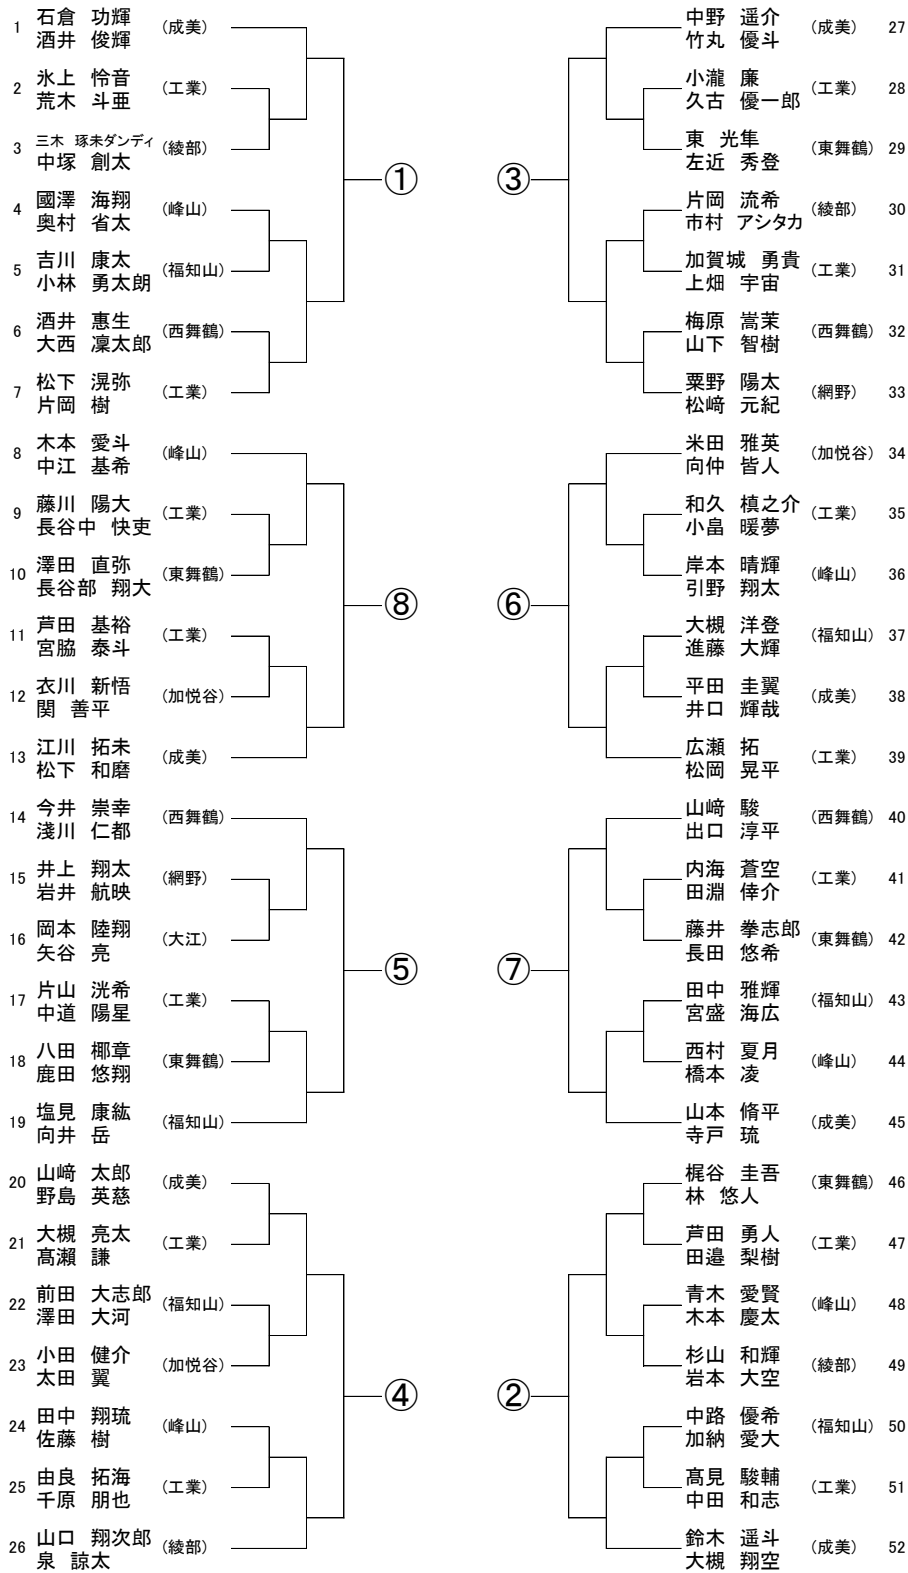 1 石倉 功輝 (成美)
酒井 俊輝
2 氷上 怜音 (工業)
荒木 斗亜
3 三木 琢未ダンディ (綾部)
中塚 創太
①
4 國澤 海翔 (峰山)
奥村 省太
5 吉川 康太 (福知山)
小林 勇太朗
6 酒井 惠生 (西舞鶴)
大西 凜太郎
7 松下 滉弥 (工業)
片岡 樹
8 木本 愛斗 (峰山)
中江 基希
9 藤川 陽大 (工業)
長谷中 快吏
10 澤田 直弥 (東舞鶴)
長谷部 翔大
⑧
11 芦田 基裕 (工業)
宮脇 泰斗
12 衣川 新悟 (加悦谷)
関 善平
13 江川 拓未 (成美)
松下 和磨
14 今井 崇幸 (西舞鶴)
淺川 仁都
15 井上 翔太 (網野)
岩井 航映
16 岡本 陸翔 (大江)
矢谷 亮
⑤
17 片山 洸希 (工業)
中道 陽星
18 八田 椰章 (東舞鶴)
鹿田 悠翔
19 塩見 康紘 (福知山)
向井 岳
20 山﨑 太郎 (成美)
野島 英慈
21 大槻 亮太 (工業)
髙瀨 謙
22 前田 大志郎 (福知山)
澤田 大河
23 小田 健介 (加悦谷)
太田 翼
④
24 田中 翔琉 (峰山)
佐藤 樹
25 由良 拓海 (工業)
千原 朋也
26 山口 翔次郎 (綾部)
泉 諒太
中野 遥介 (成美) 27
竹丸 優斗
小瀧 廉 (工業) 28
久古 優一郎
東 光隼 (東舞鶴) 29
左近 秀登
③
片岡 流希 (綾部) 30
市村 アシタカ
加賀城 勇貴 (工業) 31
上畑 宇宙
梅原 嵩茉 (西舞鶴) 32
山下 智樹
粟野 陽太 (網野) 33
松﨑 元紀
米田 雅英 (加悦谷) 34
向仲 皆人
和久 槙之介 (工業) 35
小畠 暖夢
岸本 晴輝 (峰山) 36
引野 翔太
⑥
大槻 洋登 (福知山) 37
進藤 大輝
平田 圭翼 (成美) 38
井口 輝哉
広瀬 拓 (工業) 39
松岡 晃平
山﨑 駿 (西舞鶴) 40
出口 淳平
内海 蒼空 (工業) 41
田淵 倖介
藤井 拳志郎 (東舞鶴) 42
長田 悠希
⑦
田中 雅輝 (福知山) 43
宮盛 海広
西村 夏月 (峰山) 44
橋本 凌
山本 脩平 (成美) 45
寺戸 琉
梶谷 圭吾 (東舞鶴) 46
林 悠人
芦田 勇人 (工業) 47
田邉 梨樹
青木 愛賢 (峰山) 48
木本 慶太
杉山 和輝 (綾部) 49
岩本 大空
②
中路 優希 (福知山) 50
加納 愛大
髙見 駿輔 (工業) 51
中田 和志
鈴木 遥斗 (成美) 52
大槻 翔空